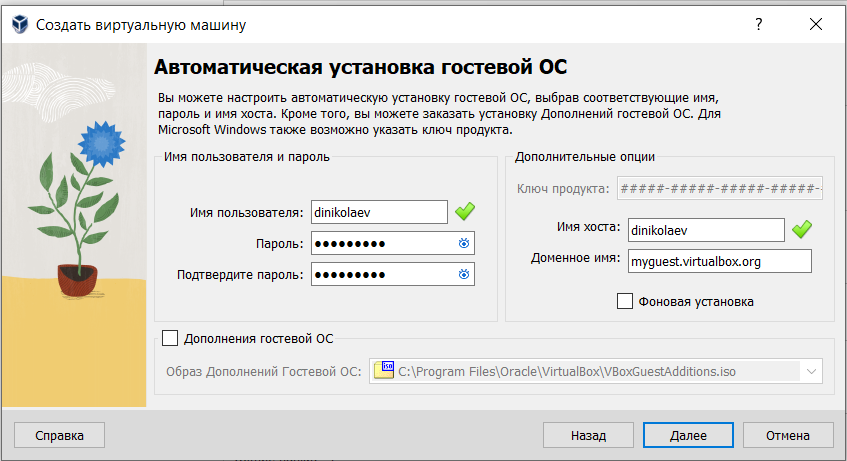 Создать виртуальную машину
Автоматическая установка гостевой ОС
Вы можете настроить автоматическую установку гостевой ОС, выбрав соответствующие имя,
пароль и имя хоста. Кроме того, вы можете заказать установку Дополнений гостевой ОС. Для
Microsoft Windows также возможно указать ключ продукта.
Имя пользователя и пароль
Имя пользователя: dinikolaev
Пароль: ●●●●●●●●●
Подтвердите пароль: ●●●●●●●●●
Дополнительные опции
Ключ продукта: #####-#####-#####-#####-
Имя хоста: dinikolaev
Доменное имя: myguest.virtualbox.org
Фоновая установка
Дополнения гостевой ОС
Образ Дополнений Гостевой ОС: iso C:\Program Files\Oracle\VirtualBox\VBoxGuestAdditions.iso
Справка
Назад
Далее
Отмена